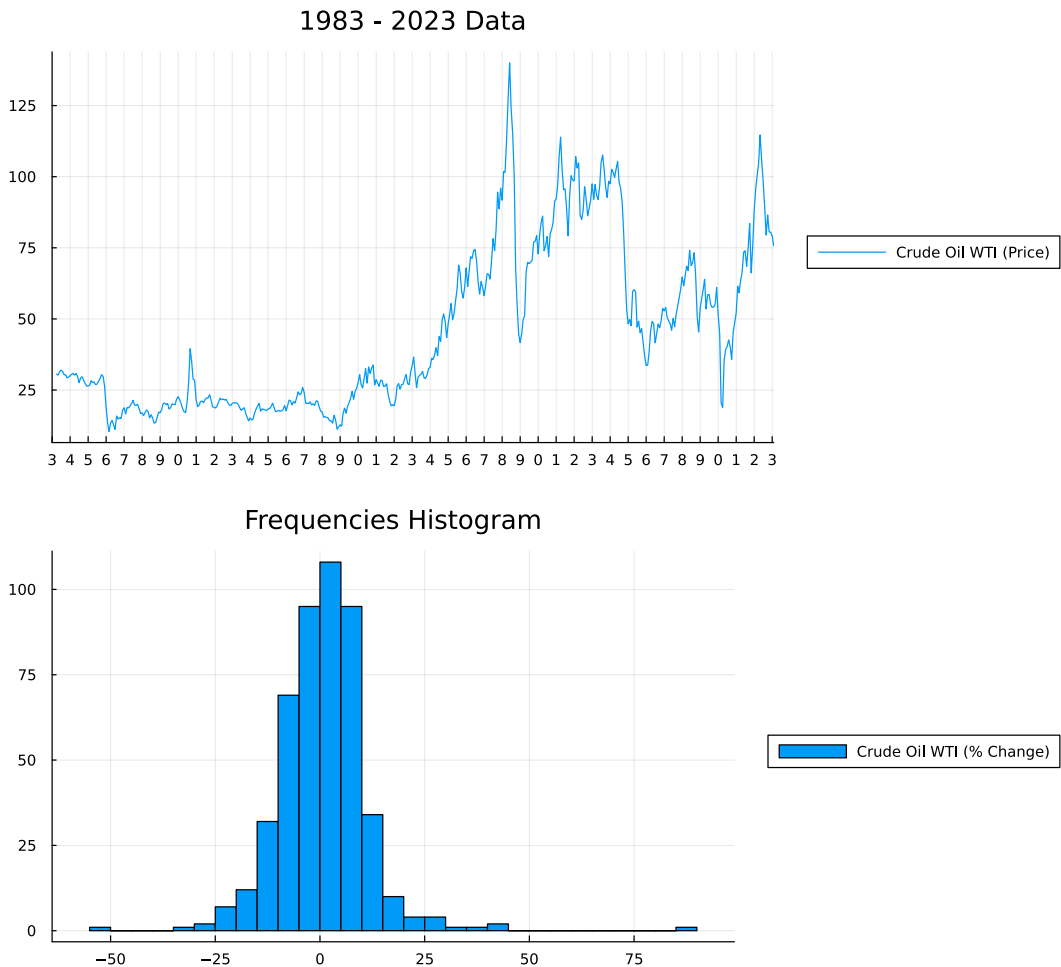 1983 - 2023 Data
125
100
75
50
25
3 4 5 6 7 8 9 0 1 2 3 4 5 6 7 8 9 0 1 2 3 4 5 6 7 8 9 0 1 2 3 4 5 6 7 8 9 0 1 2 3
Crude Oil WTI (Price)
Frequencies Histogram
100
75
50
25
0
−50 −25 0 25 50 75
Crude Oil WTI (% Change)